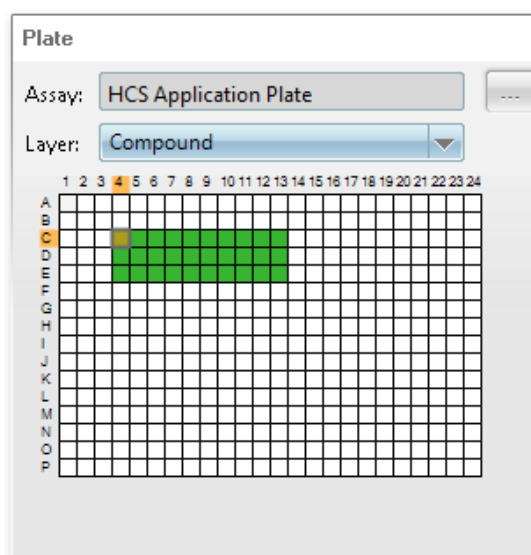 Plate
Assay: HCS Application Plate ...
Layer: Compound
1 2 3 4 5 6 7 8 9 10 11 12 13 14 15 16 17 18 19 20 21 22 23 24
A
B
C
D
E
F
G
H
I
J
K
L
M
N
O
P